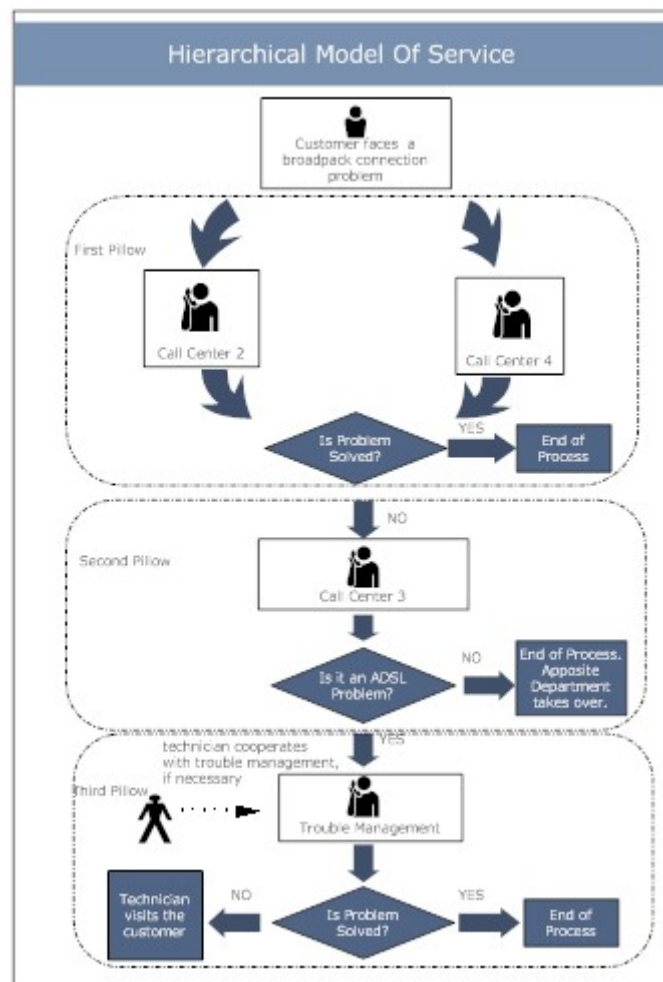 Hierarchical Model Of Service
Customer faces a
broadpack connection
problem
First Pillow
Call Center 2
Call Center 4
Is Problem
Solved?
YES
End of
Process
NO
Second Pillow
Call Center 3
Is it an ADSL
Problem?
NO
End of Process.
Apposite
Department
takes over.
YES
technician cooperates
with trouble management,
if necessary
Third Pillow
Trouble Management
Technician
visits the
customer
NO
Is Problem
Solved?
YES
End of
Process